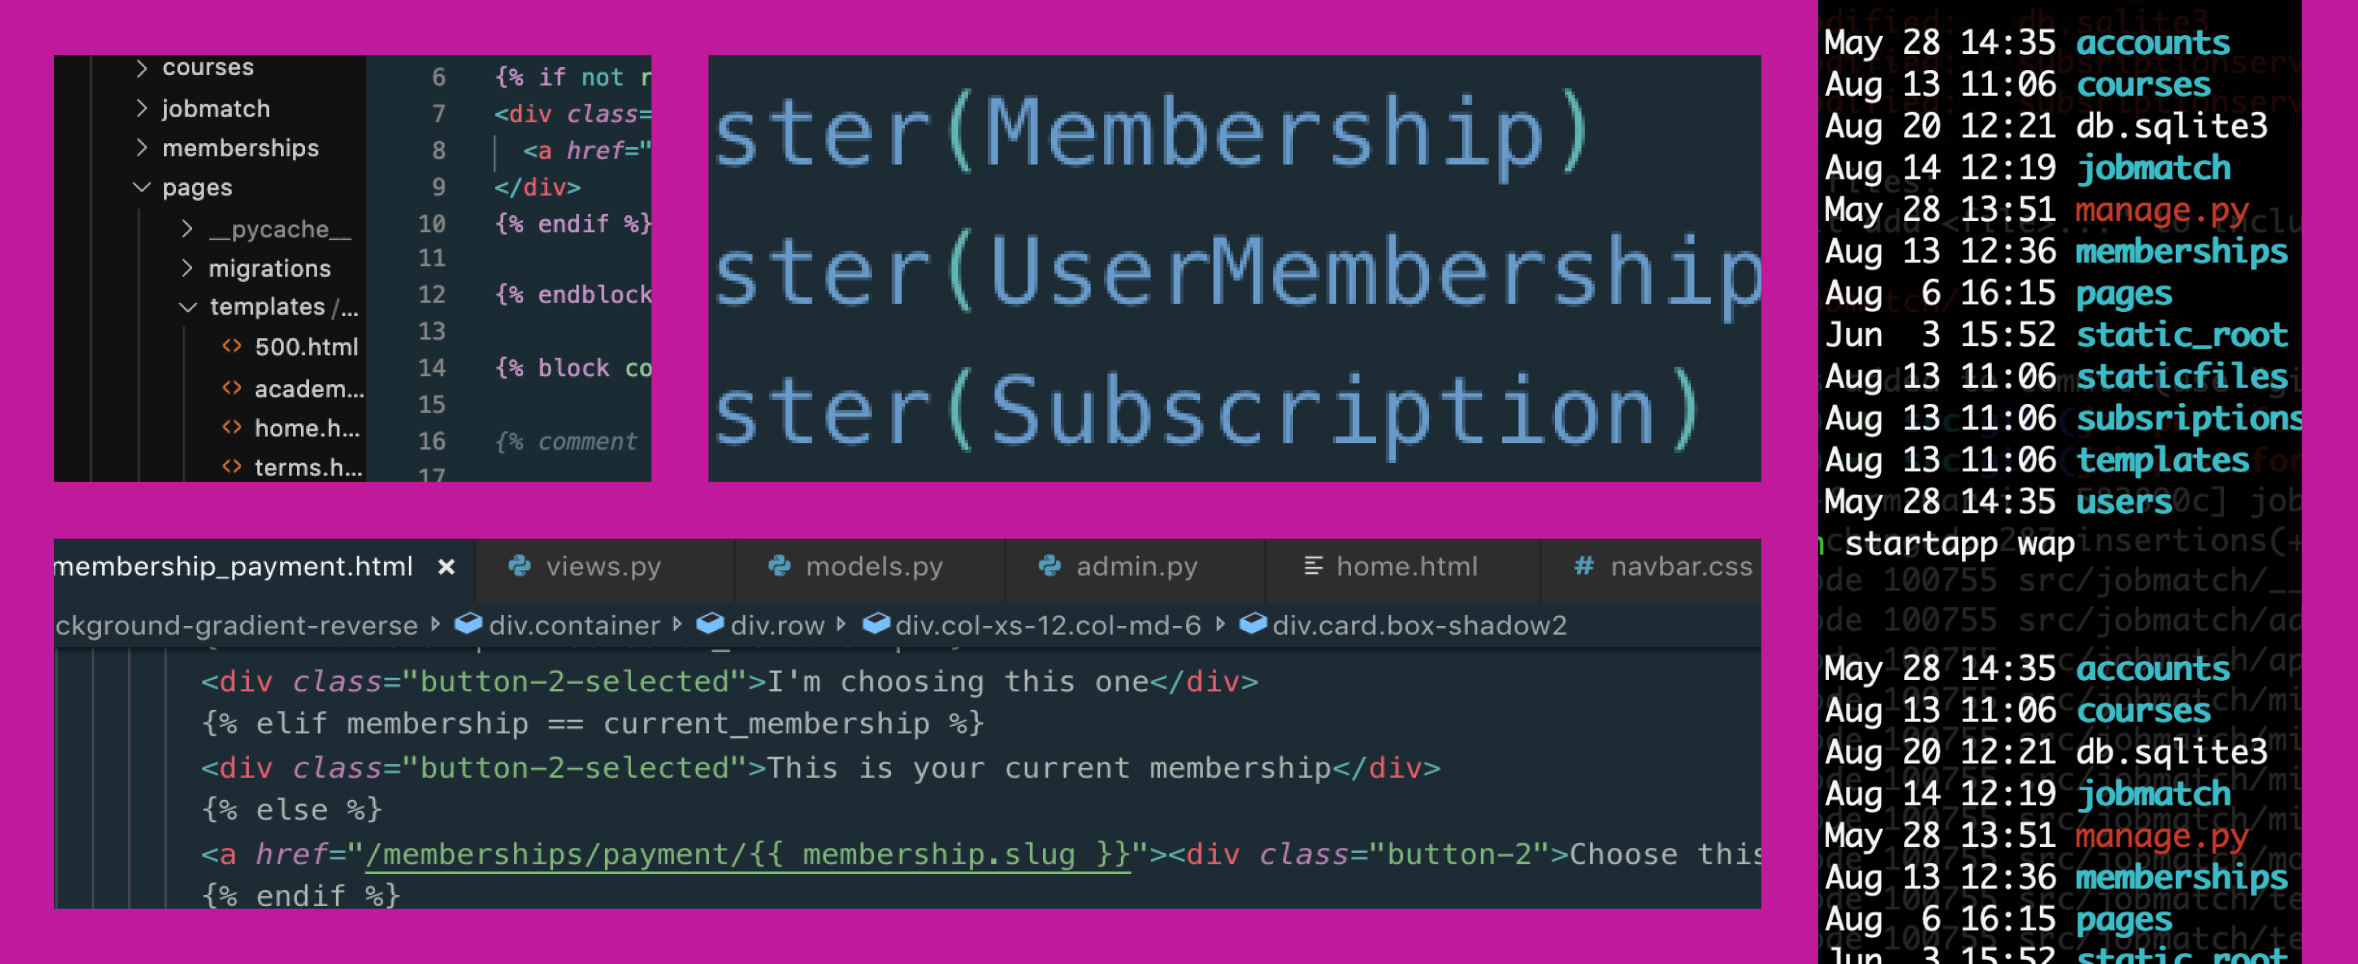 courses
jobmatch
memberships
pages
__pycache__
migrations
templates /...
500.html
academ...
home.h...
terms.h...
6 {% if not r
7 <div class=
8 <a href="
9 </div>
10 {% endif %}
11
12 {% endblock
13
14 {% block co
15
16 {% comment
17
ster(Membership)
ster(UserMembership
ster(Subscription)
membership_payment.html × views.py models.py admin.py home.html # navbar.css
ckground-gradient-reverse div.container div.row div.col-xs-12.col-md-6 div.card.box-shadow2
<div class="button-2-selected">I'm choosing this one</div>
{% elif membership == current_membership %}
<div class="button-2-selected">This is your current membership</div>
{% else %}
<a href="/memberships/payment/{{ membership.slug }}"><div class="button-2">Choose this
{% endif %}
May 28 14:35 accounts
Aug 13 11:06 courses
Aug 20 12:21 db.sqlite3
Aug 14 12:19 jobmatch
May 28 13:51 manage.py
Aug 13 12:36 memberships
Aug 6 16:15 pages
Jun 3 15:52 static_root
Aug 13 11:06 staticfiles
Aug 13 11:06 subsriptions
Aug 13 11:06 templates
May 28 14:35 users
startapp wap
May 28 14:35 accounts
Aug 13 11:06 courses
Aug 20 12:21 db.sqlite3
Aug 14 12:19 jobmatch
May 28 13:51 manage.py
Aug 13 12:36 memberships
Aug 6 16:15 pages
Jun 3 15:52 static_root